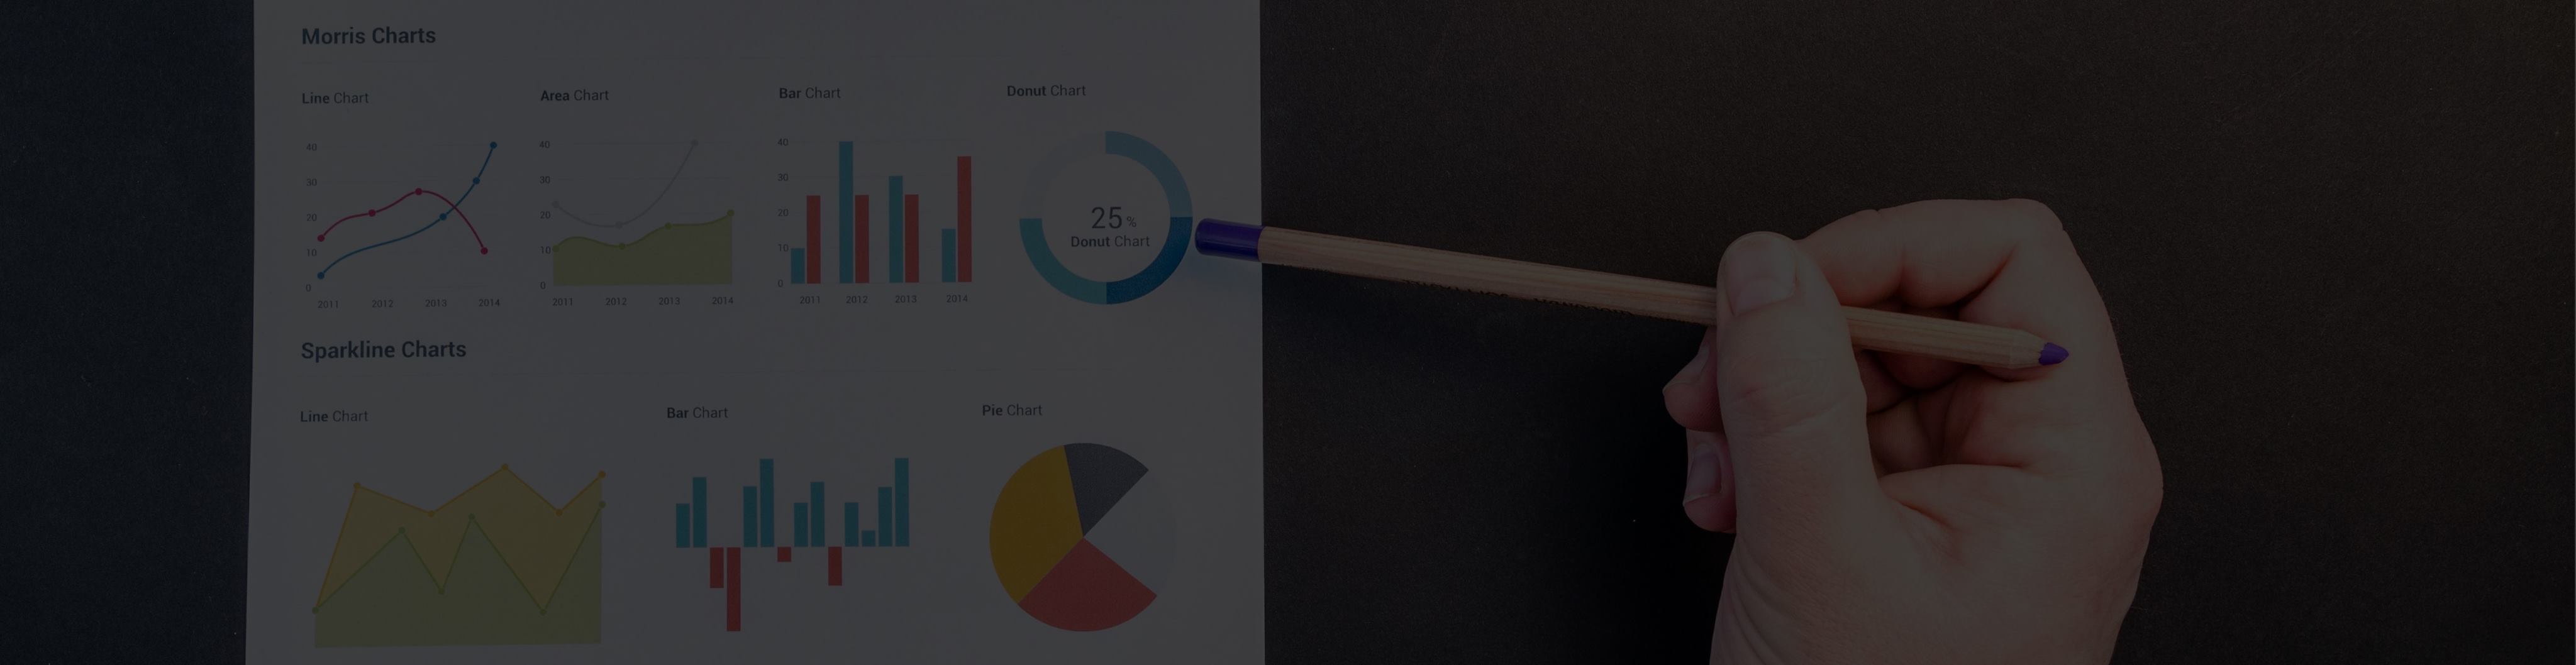 Morris Charts
Line Chart
40
30
20
10
0
2011 2012 2013 2014
Area Chart
40
30
20
10
0
2011 2012 2013 2014
Bar Chart
40
30
20
10
0
2011 2012 2013 2014
Donut Chart
25%
Donut Chart
Sparkline Charts
Line Chart
Bar Chart
Pie Chart